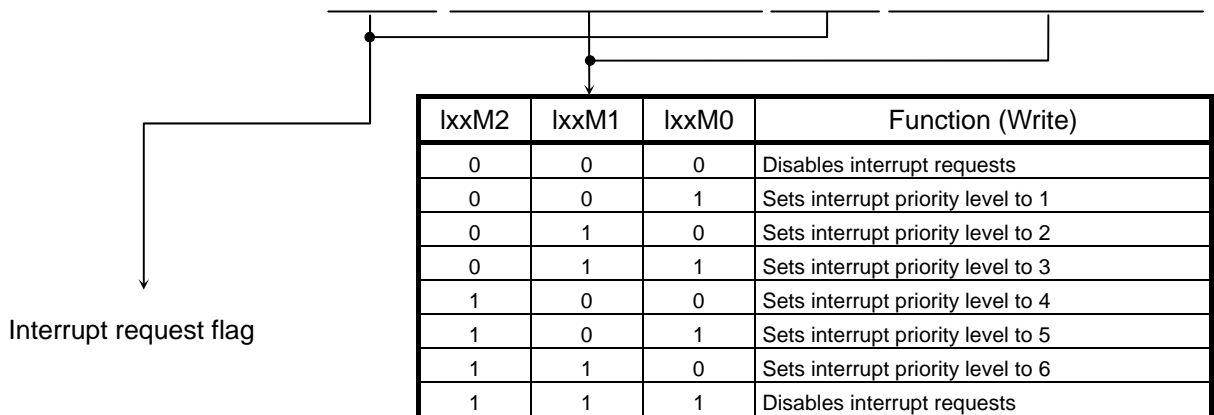 lxxM2 lxxM1 lxxM0 Function (Write)
0 0 0 Disables interrupt requests
0 0 1 Sets interrupt priority level to 1
0 1 0 Sets interrupt priority level to 2
0 1 1 Sets interrupt priority level to 3
1 0 0 Sets interrupt priority level to 4
1 0 1 Sets interrupt priority level to 5
1 1 0 Sets interrupt priority level to 6
1 1 1 Disables interrupt requests
Interrupt request flag